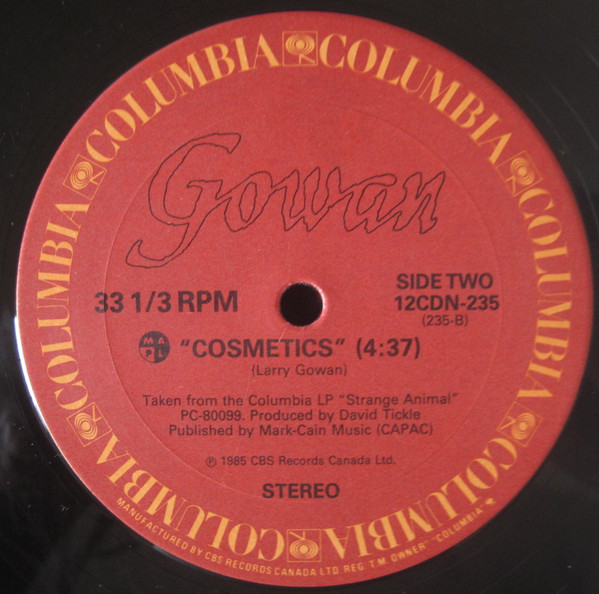 COLUMBIA COLUMBIA COLUMBIA COLUMBIA COLUMBIA COLUMBIA COLUMBIA COLUMBIA
Gowan
33 1/3 RPM
SIDE TWO
12CDN-235
(235-B)
MAPL "COSMETICS" (4:37)
(Larry Gowan)
Taken from the Columbia LP "Strange Animal"
PC-80099. Produced by David Tickle
Published by Mark-Cain Music (CAPAC)
℗ 1985 CBS Records Canada Ltd.
STEREO
MANUFACTURED BY CBS RECORDS CANADA LTD. REG. T.M. OWNER "COLUMBIA"